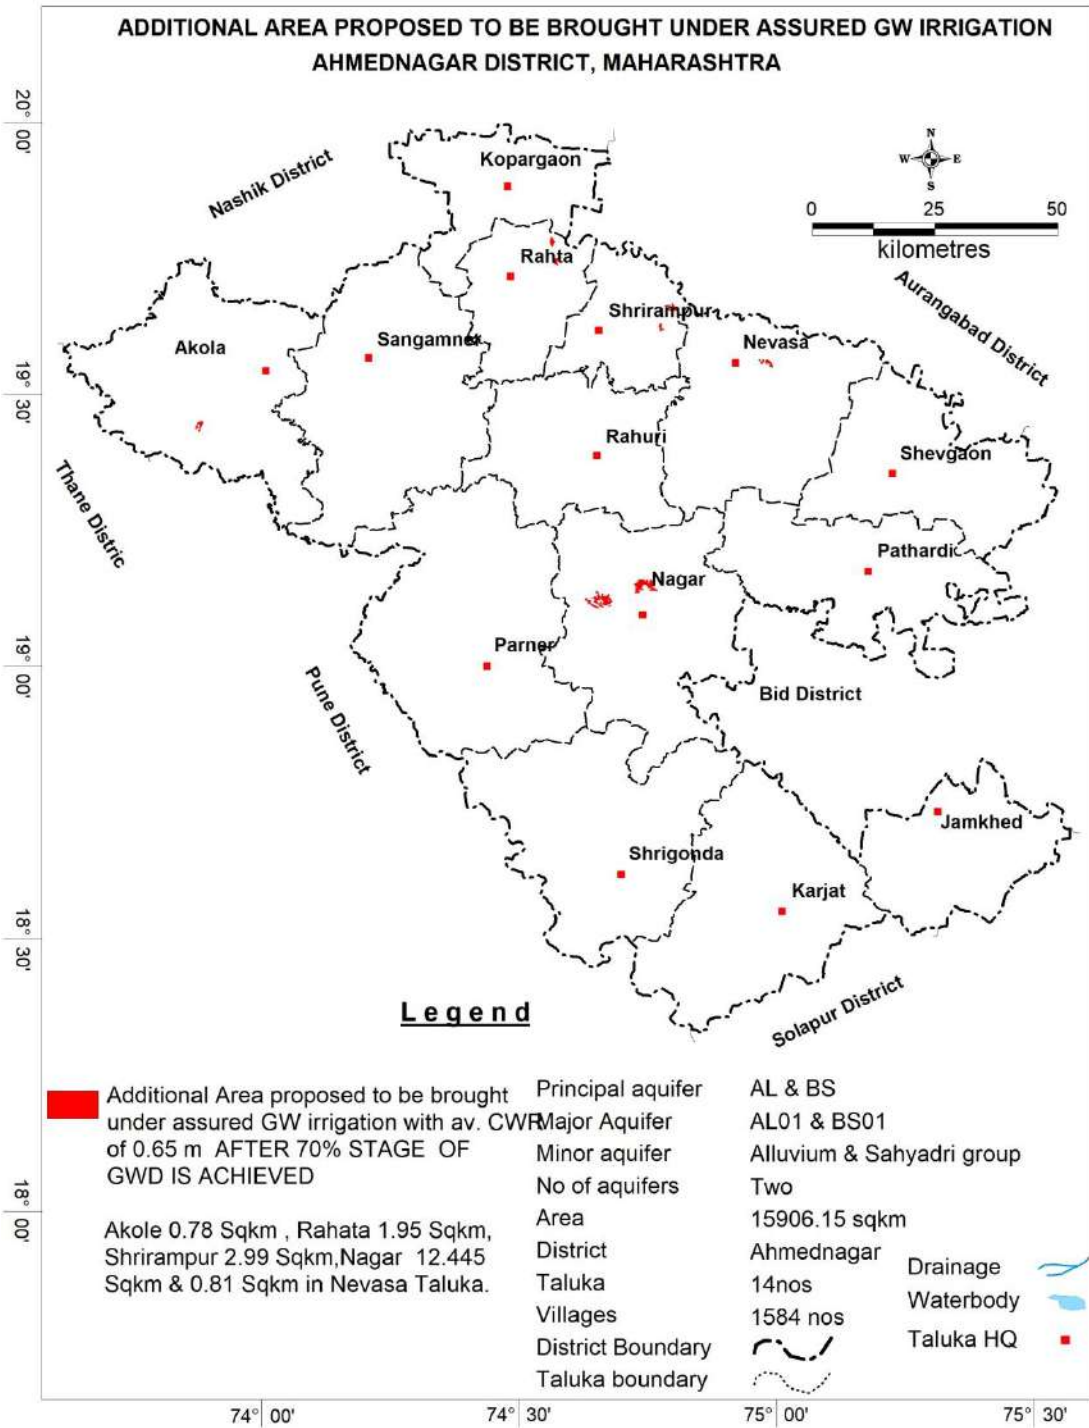 ADDITIONAL AREA PROPOSED TO BE BROUGHT UNDER ASSURED GW IRRIGATION
AHMEDNAGAR DISTRICT, MAHARASHTRA
20° 00'
19° 30'
19° 00'
18° 30'
18° 00'
N
W E
S
0 25 50
kilometres
Nashik District
Kopargaon
Rahta
Aurangabad District
Shrirampur
Akola
Sangamner
Nevasa
Rahuri
Shevgaon
Thane Distric
Pathardi
Nagar
Parner
Pune District
Bid District
Jamkhed
Shrigonda
Karjat
Solapur District
Legend
Additional Area proposed to be brought
under assured GW irrigation with av. CWR
of 0.65 m AFTER 70% STAGE OF
GWD IS ACHIEVED
Akole 0.78 Sqkm , Rahata 1.95 Sqkm,
Shrirampur 2.99 Sqkm,Nagar 12.445
Sqkm & 0.81 Sqkm in Nevasa Taluka.
Principal aquifer AL & BS
Major Aquifer AL01 & BS01
Minor aquifer Alluvium & Sahyadri group
No of aquifers Two
Area 15906.15 sqkm
District Ahmednagar
Taluka 14nos
Villages 1584 nos
District Boundary
Taluka boundary
Drainage
Waterbody
Taluka HQ
74° 00' 74° 30' 75° 00' 75° 30'